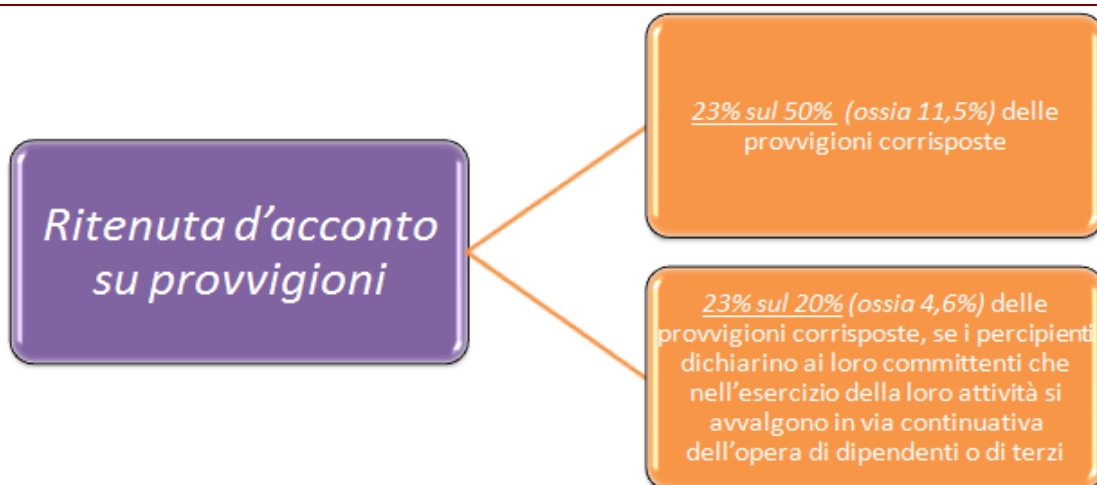 Ritenuta d'acconto
su provvigioni
23% sul 50% (ossia 11,5%) delle
provvigioni corrisposte
23% sul 20% (ossia 4,6%) delle
provvigioni corrisposte, se i percipienti
dichiarino ai loro committenti che
nell'esercizio della loro attività si
avvalgono in via continuativa
dell'opera di dipendenti o di terzi